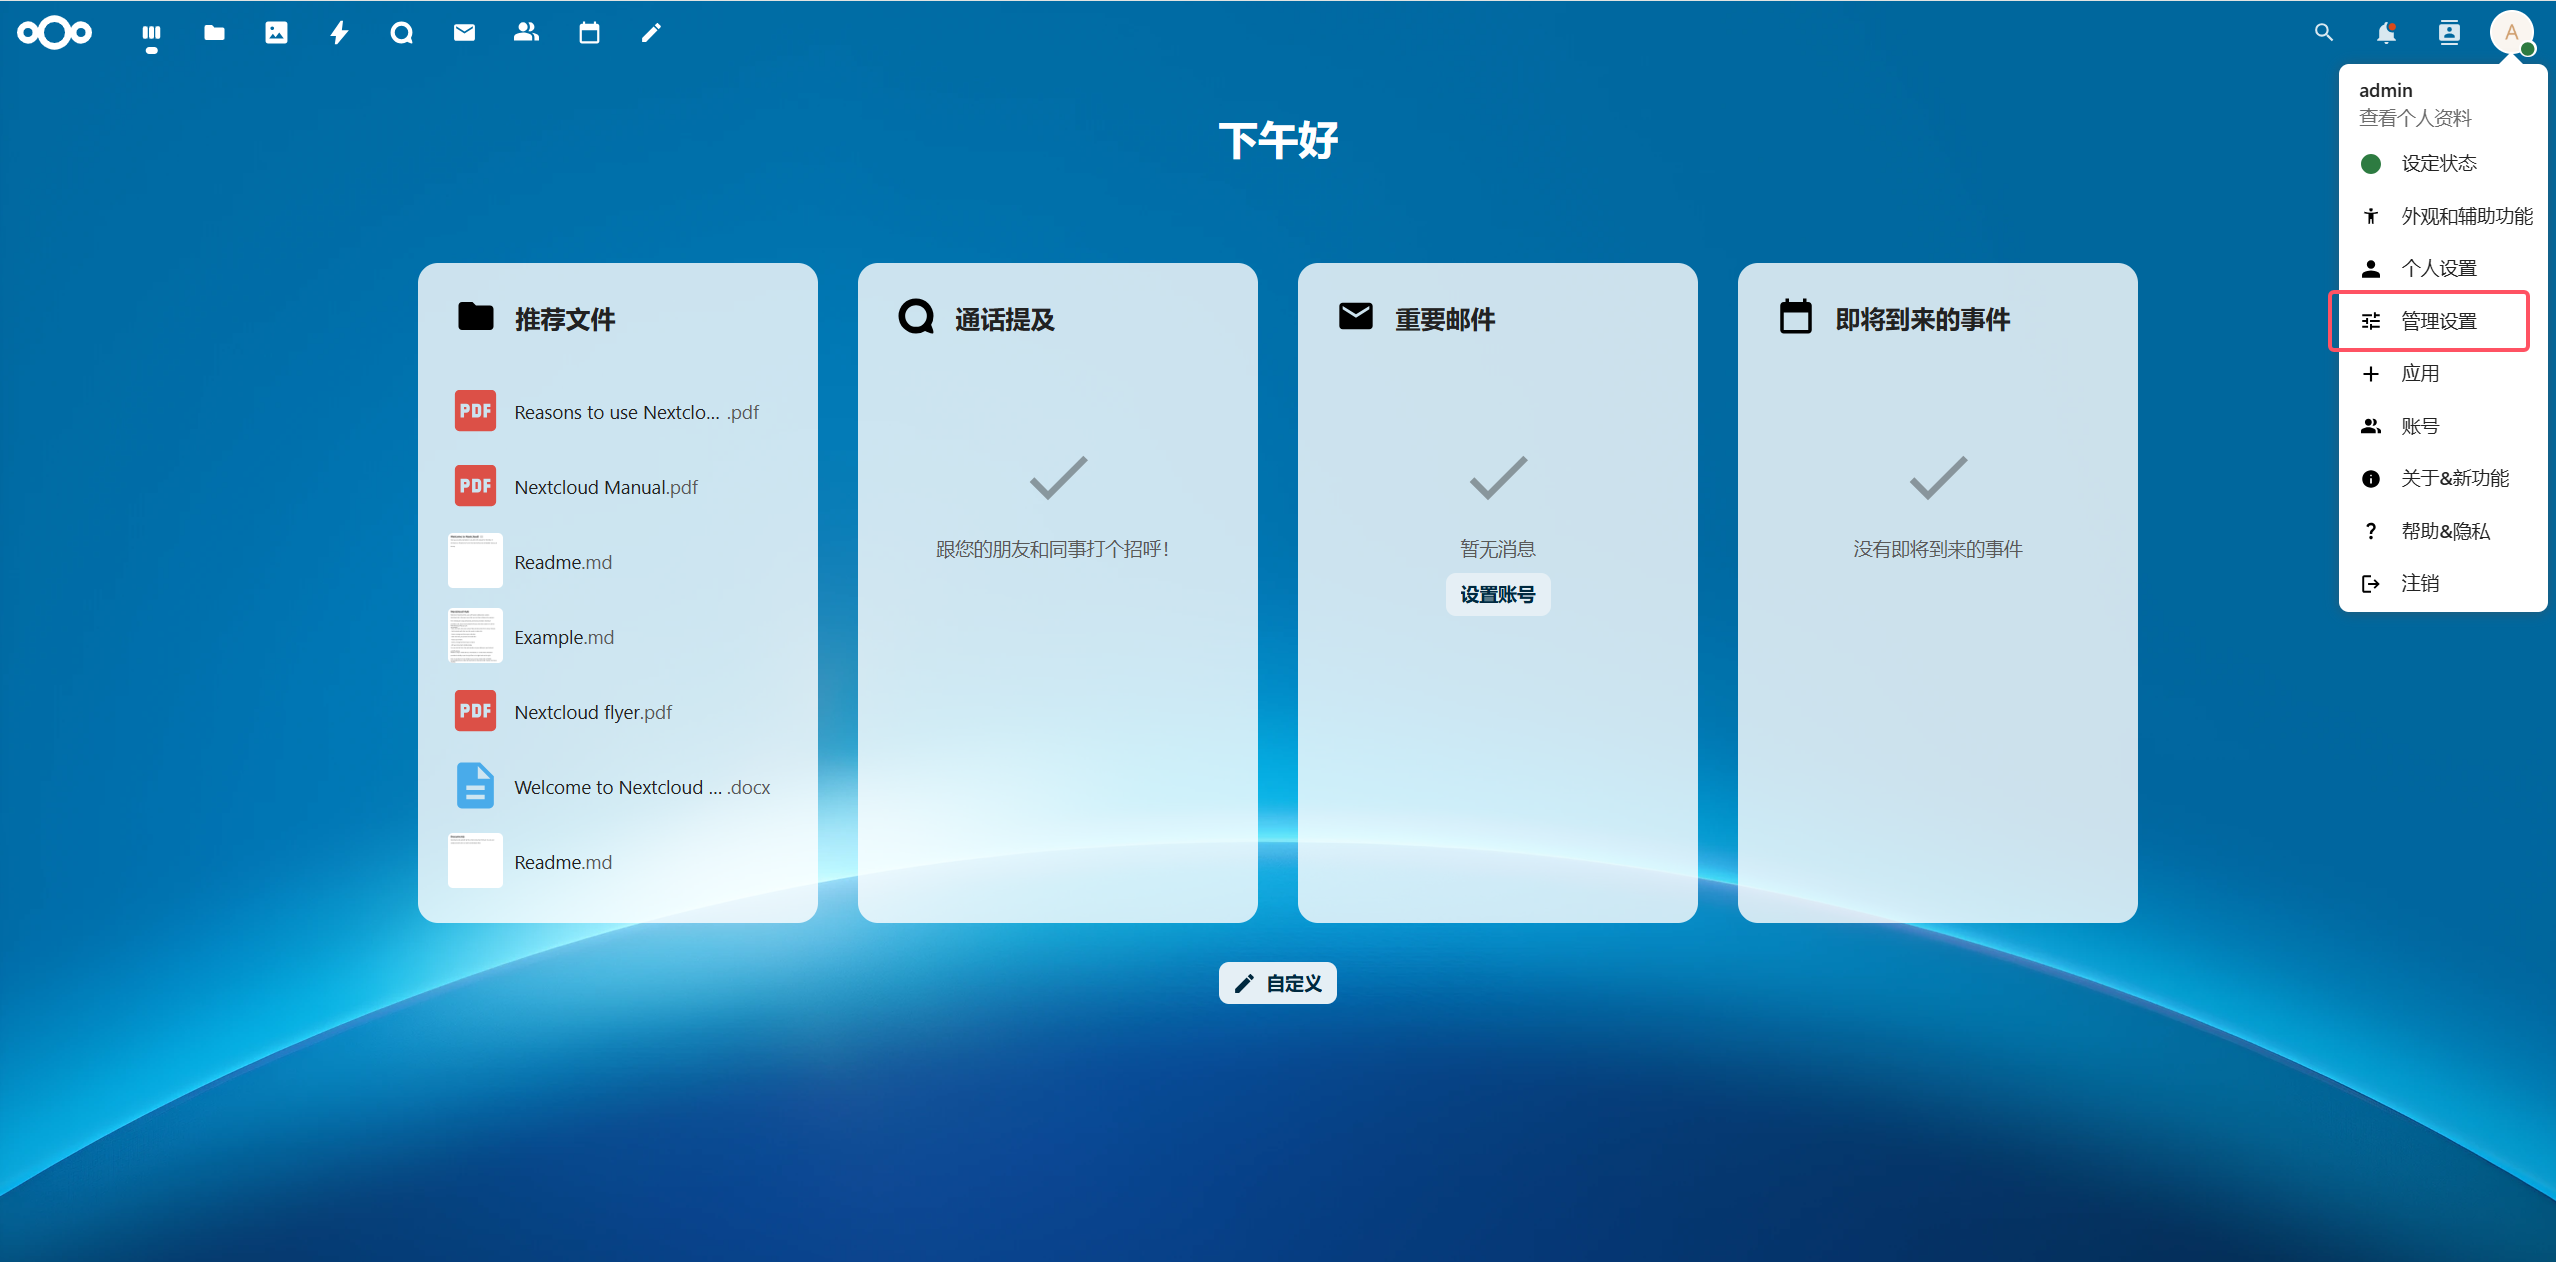 A
admin
查看个人资料
设定状态
外观和辅助功能
个人设置
管理设置
应用
账号
关于&新功能
帮助&隐私
注销
下午好
推荐文件
PDF Reasons to use Nextclo... .pdf
PDF Nextcloud Manual.pdf
Readme.md
Example.md
PDF Nextcloud flyer.pdf
Welcome to Nextcloud ... .docx
Readme.md
通话提及
跟您的朋友和同事打个招呼！
重要邮件
暂无消息
设置账号
即将到来的事件
没有即将到来的事件
自定义